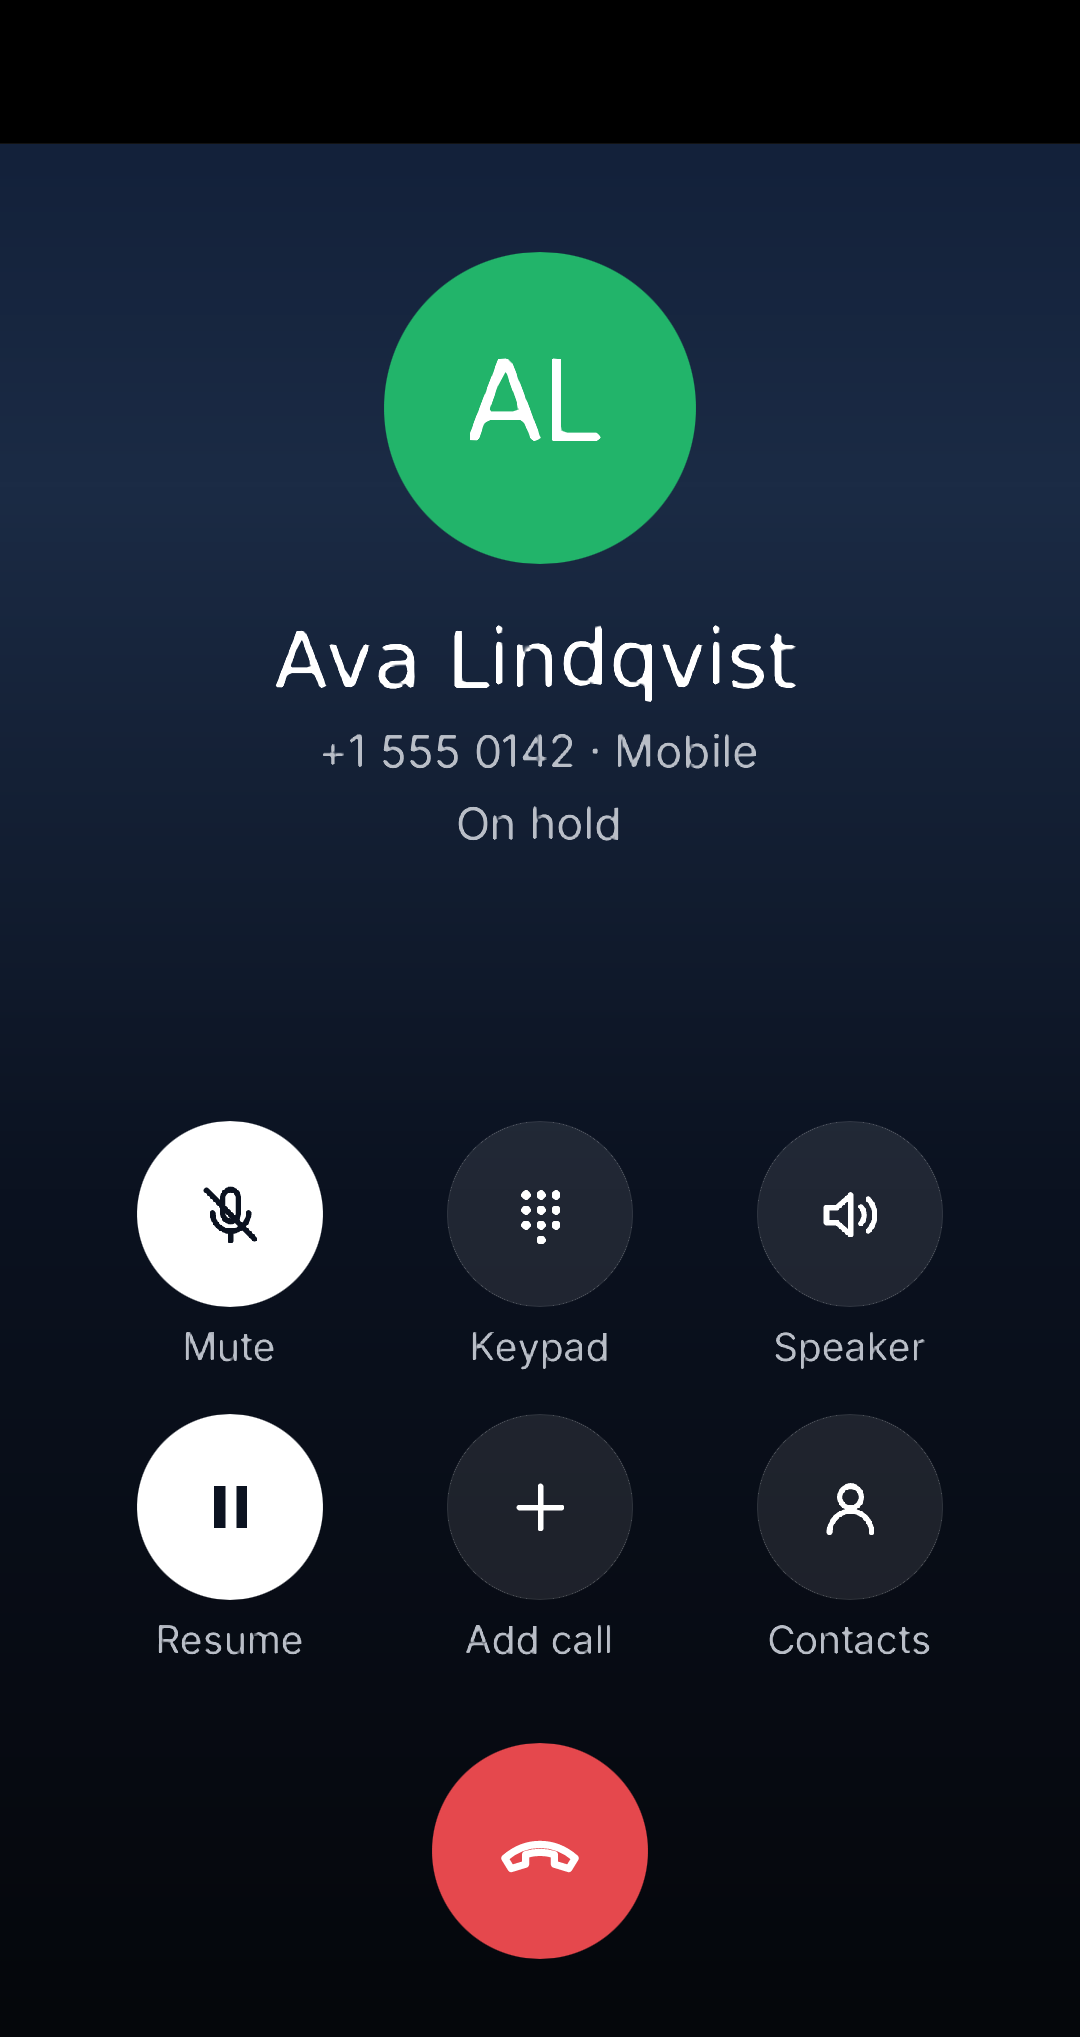 AL
Ava Lindqvist
+1 555 0142 · Mobile
On hold
Mute
Keypad
Speaker
Resume
Add call
Contacts